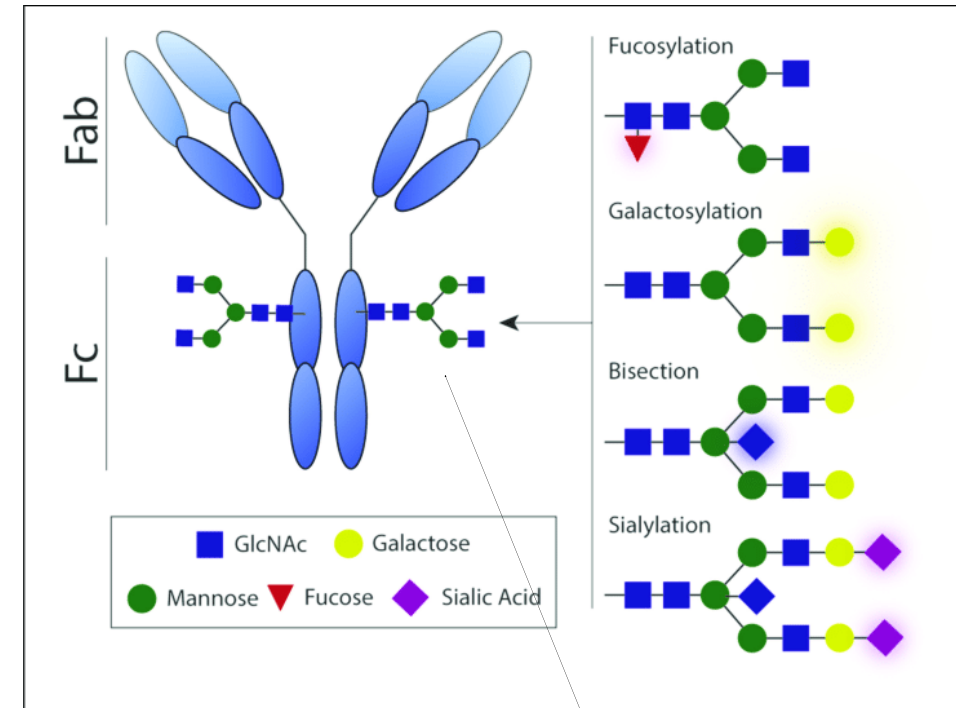 Fab
Fc
Fucosylation
Galactosylation
Bisection
Sialylation
GlcNAc
Galactose
Mannose
Fucose
Sialic Acid